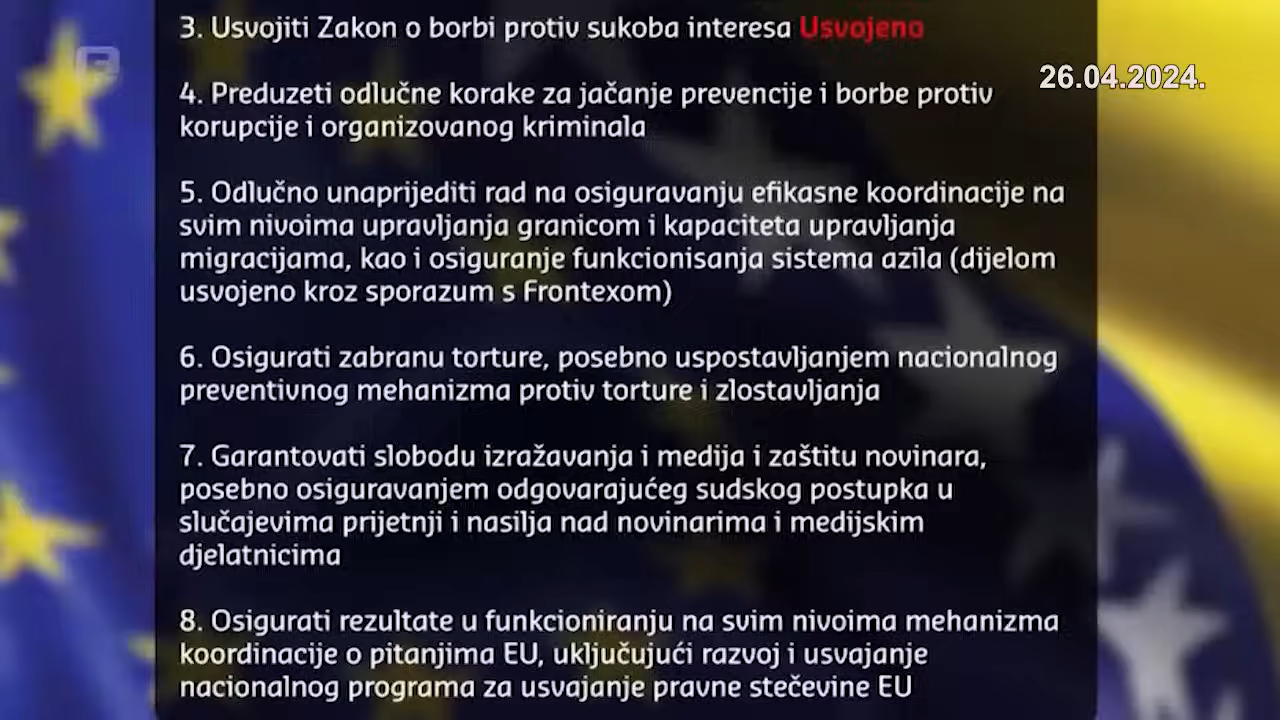 3. Usvojiti Zakon o borbi protiv sukoba interesa Usvojeno
26.04.2024.
4. Preduzeti odlučne korake za jačanje prevencije i borbe protiv
korupcije i organizovanog kriminala
5. Odlučno unaprijediti rad na osiguravanju efikasne koordinacije na
svim nivoima upravljanja granicom i kapaciteta upravljanja
migracijama, kao i osiguranje funkcionisanja sistema azila (dijelom
usvojeno kroz sporazum s Frontexom)
6. Osigurati zabranu torture, posebno uspostavljanjem nacionalnog
preventivnog mehanizma protiv torture i zlostavljanja
7. Garantovati slobodu izražavanja i medija i zaštitu novinara,
posebno osiguravanjem odgovarajućeg sudskog postupka u
slučajevima prijetnji i nasilja nad novinarima i medijskim
djelatnicima
8. Osigurati rezultate u funkcioniranju na svim nivoima mehanizma
koordinacije o pitanjima EU, uključujući razvoj i usvajanje
nacionalnog programa za usvajanje pravne stečevine EU